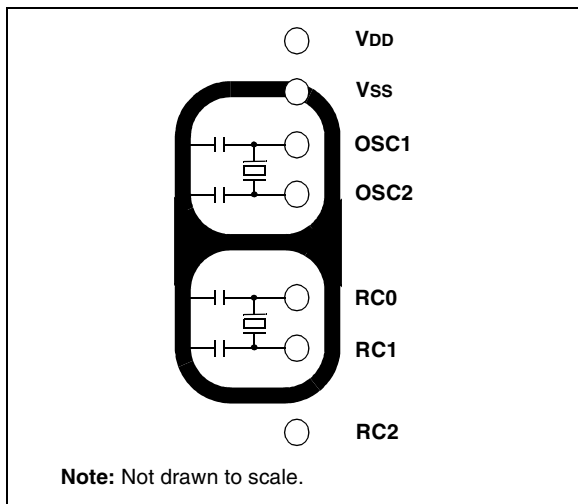 VDD
VSS
OSC1
OSC2
RC0
RC1
RC2
Note: Not drawn to scale.